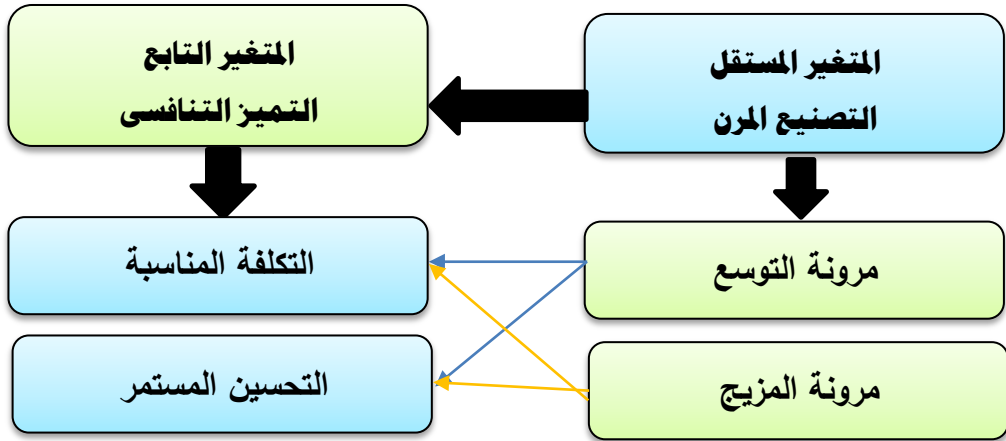 المتغير المستقل
التصنيع المرن
المتغير التابع
التميز التنافسى
مرونة التوسع
التكلفة المناسبة
مرونة المزيج
التحسين المستمر